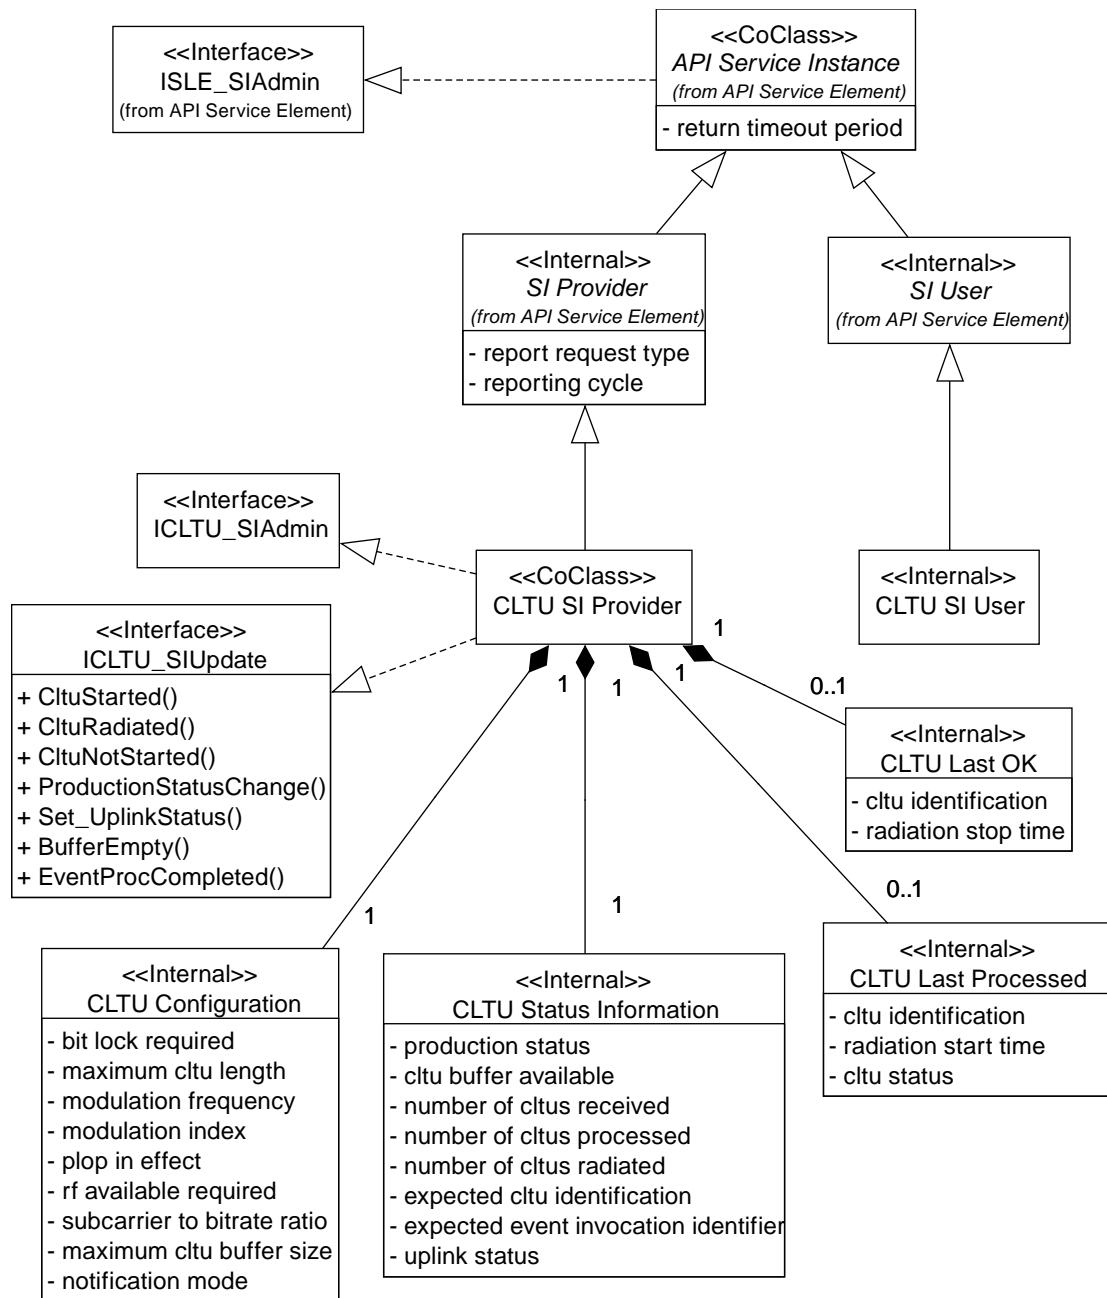 <<Interface>>
ISLE_SIAdmin
(from API Service Element)
<<CoClass>>
API Service Instance
(from API Service Element)
- return timeout period
<<Internal>>
SI Provider
(from API Service Element)
- report request type
- reporting cycle
<<Internal>>
SI User
(from API Service Element)
<<Interface>>
ICLTU_SIAdmin
<<CoClass>>
CLTU SI Provider
<<Internal>>
CLTU SI User
<<Interface>>
ICLTU_SIUpdate
+ CltuStarted()
+ CltuRadiated()
+ CltuNotStarted()
+ ProductionStatusChange()
+ Set_UplinkStatus()
+ BufferEmpty()
+ EventProcCompleted()
1
1
1
1
0..1
<<Internal>>
CLTU Last OK
- cltu identification
- radiation stop time
1
1
0..1
<<Internal>>
CLTU Configuration
- bit lock required
- maximum cltu length
- modulation frequency
- modulation index
- plop in effect
- rf available required
- subcarrier to bitrate ratio
- maximum cltu buffer size
- notification mode
<<Internal>>
CLTU Status Information
- production status
- cltu buffer available
- number of cltus received
- number of cltus processed
- number of cltus radiated
- expected cltu identification
- expected event invocation identifier
- uplink status
<<Internal>>
CLTU Last Processed
- cltu identification
- radiation start time
- cltu status